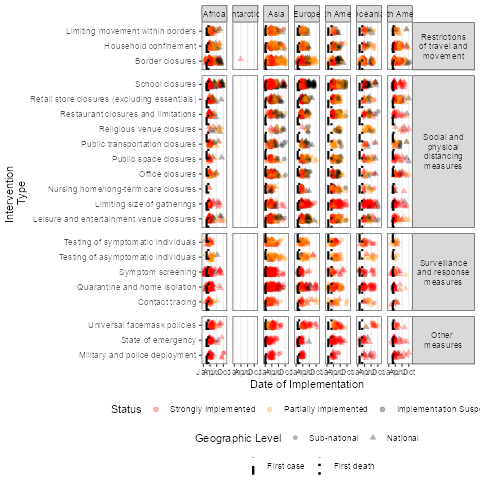 Africa
ntarctic
Asia
Europe
h Ame
Oceania
th Ame
Limiting movement within borders
Household confinement
Border closures
Restrictions
of travel and
movement
School closures
Retail store closures (excluding essentials)
Restaurant closures and limitations
Religious venue closures
Public transportation closures
Public space closures
Office closures
Nursing home/long-term care closures
Limiting size of gatherings
Leisure and entertainment venue closures
Social and
physical
distancing
measures
Testing of symptomatic individuals
Testing of asymptomatic individuals
Symptom screening
Quarantine and home isolation
Contact tracing
Surveillance
and response
measures
Universal facemask policies
State of emergency
Military and police deployment
Other
measures
Intervention
Type
Date of Implementation
Status
Strongly Implemented
Partially Implemented
Implementation Suspe
Geographic Level
Sub-national
National
First case
First death